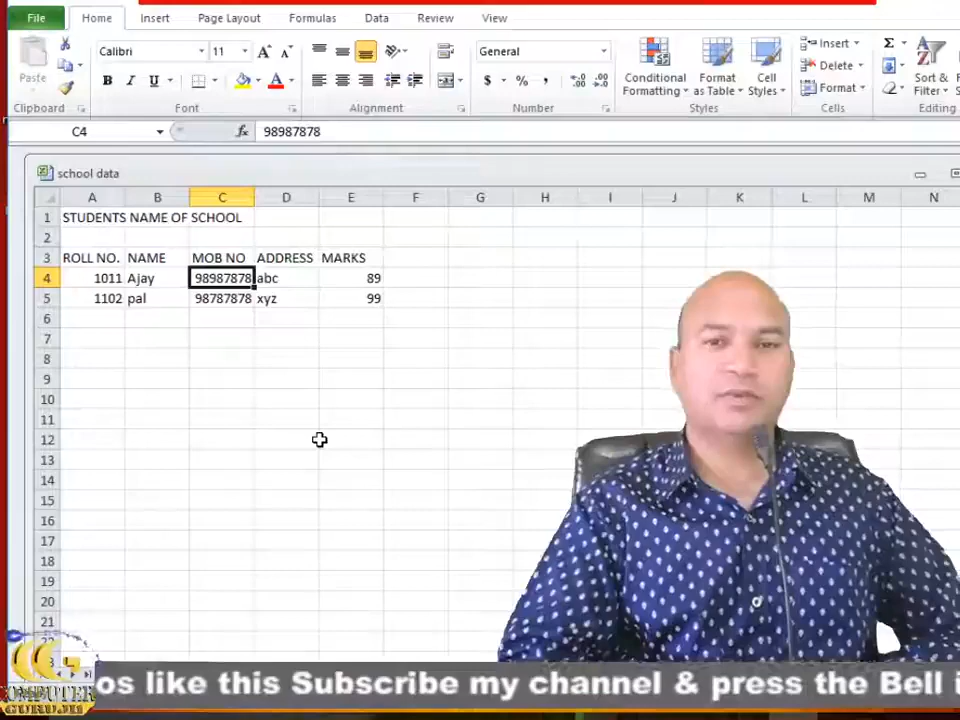 File Home Insert Page Layout Formulas Data Review View
Calibri 11 General Insert
Paste B I U $ % , Conditional Format Cell Delete Sort &
Formatting as Table Styles Format Filter
Clipboard Font Alignment Number Styles Cells Editing
C4 fx 98987878
school data
A B C D E F G H I J K L M N
1 STUDENTS NAME OF SCHOOL
2
3 ROLL NO. NAME MOB NO ADDRESS MARKS
4 1011 Ajay 98987878 abc 89
5 1102 pal 98787878 xyz 99
6
7
8
9
10
11
12
13
14
15
16
17
18
19
20
21
os like this Subscribe my channel & press the Bell i
COMPUTER
GURUJII